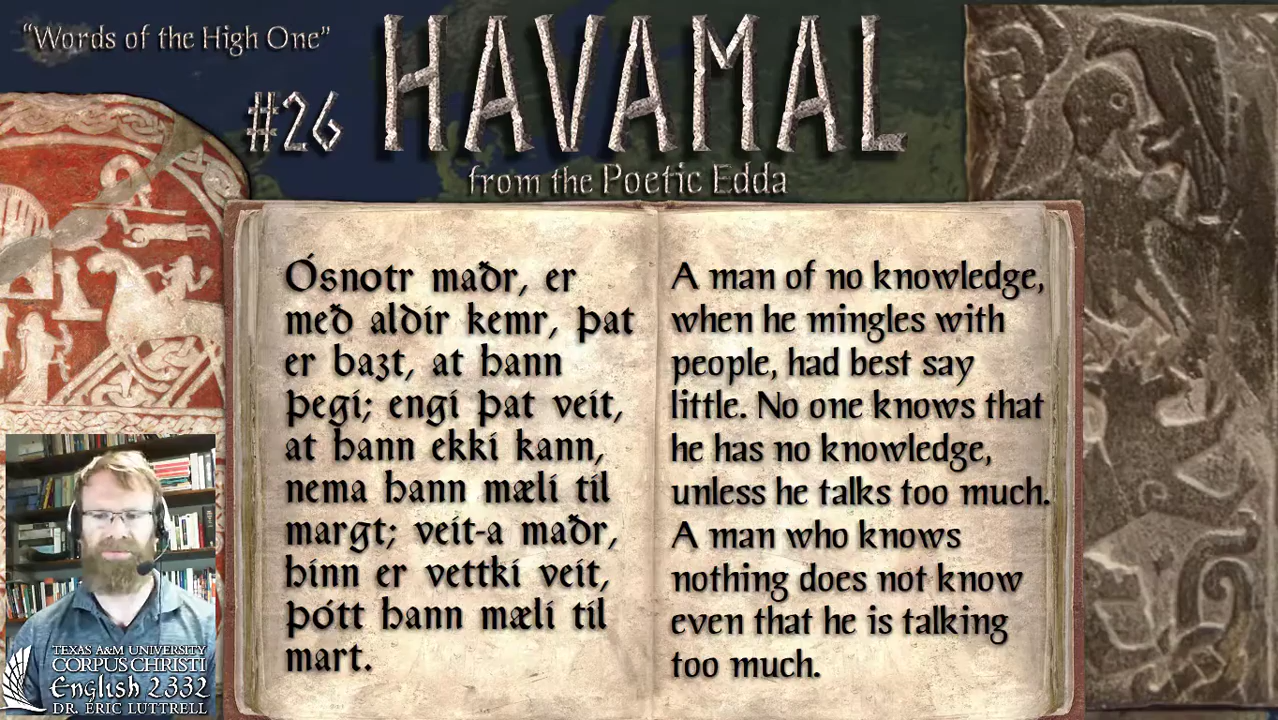 “Words of the High One”
HAVAMAL
#26
from the Poetic Edda
Ósnotr maðr, er
með aldir kemr, þat
er bazt, at hann
þegi; engi þat veit,
at hann ekki kann,
nema hann mæli til
margt; veit-a maðr,
hinn er vettki veit,
þótt hann mæli til
mart.
A man of no knowledge,
when he mingles with
people, had best say
little. No one knows that
he has no knowledge,
unless he talks too much.
A man who knows
nothing does not know
even that he is talking
too much.
TEXAS A&M UNIVERSITY
CORPUS CHRISTI
English 2332
DR. ERIC LUTTRELL